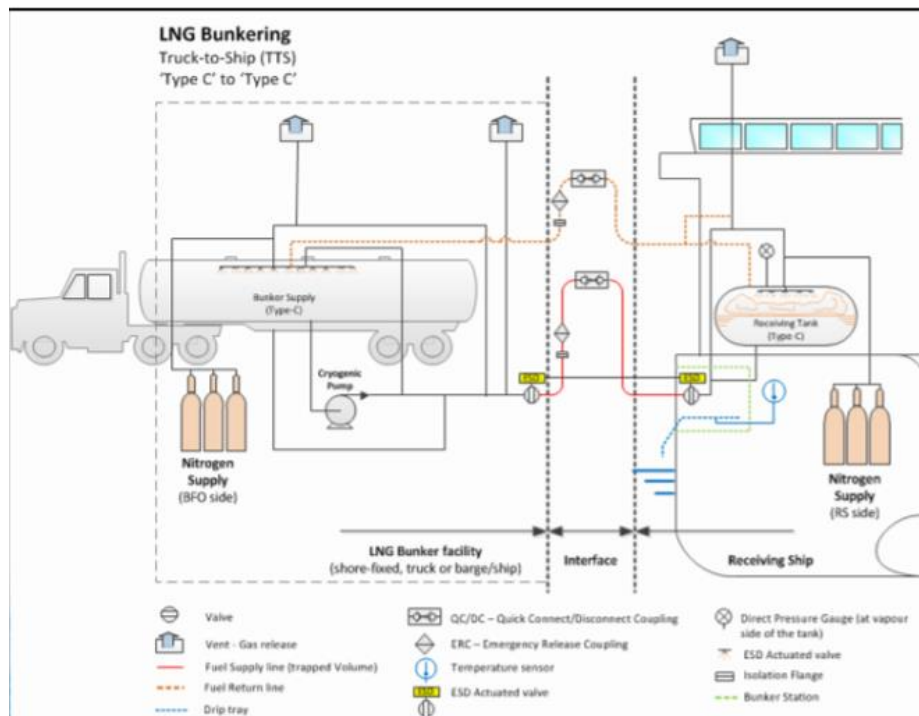 LNG Bunkering
Truck-to-Ship (TTS)
'Type C' to 'Type C'
Bunker Supply
(Type-C)
Cryogenic
Pump
ESD
ESD
Receiving Tank
(Type-C)
Nitrogen
Supply
(BFO side)
Nitrogen
Supply
(RS side)
LNG Bunker facility
(shore-fixed, truck or barge/ship)
Interface
Receiving Ship
Valve
Vent - Gas release
Fuel Supply line (trapped Volume)
Fuel Return line
Drip tray
QC/DC – Quick Connect/Disconnect Coupling
ERC – Emergency Release Coupling
Temperature sensor
ESD
ESD Actuated valve
Direct Pressure Gauge (at vapour
side of the tank)
ESD Actuated valve
Isolation Flange
Bunker Station